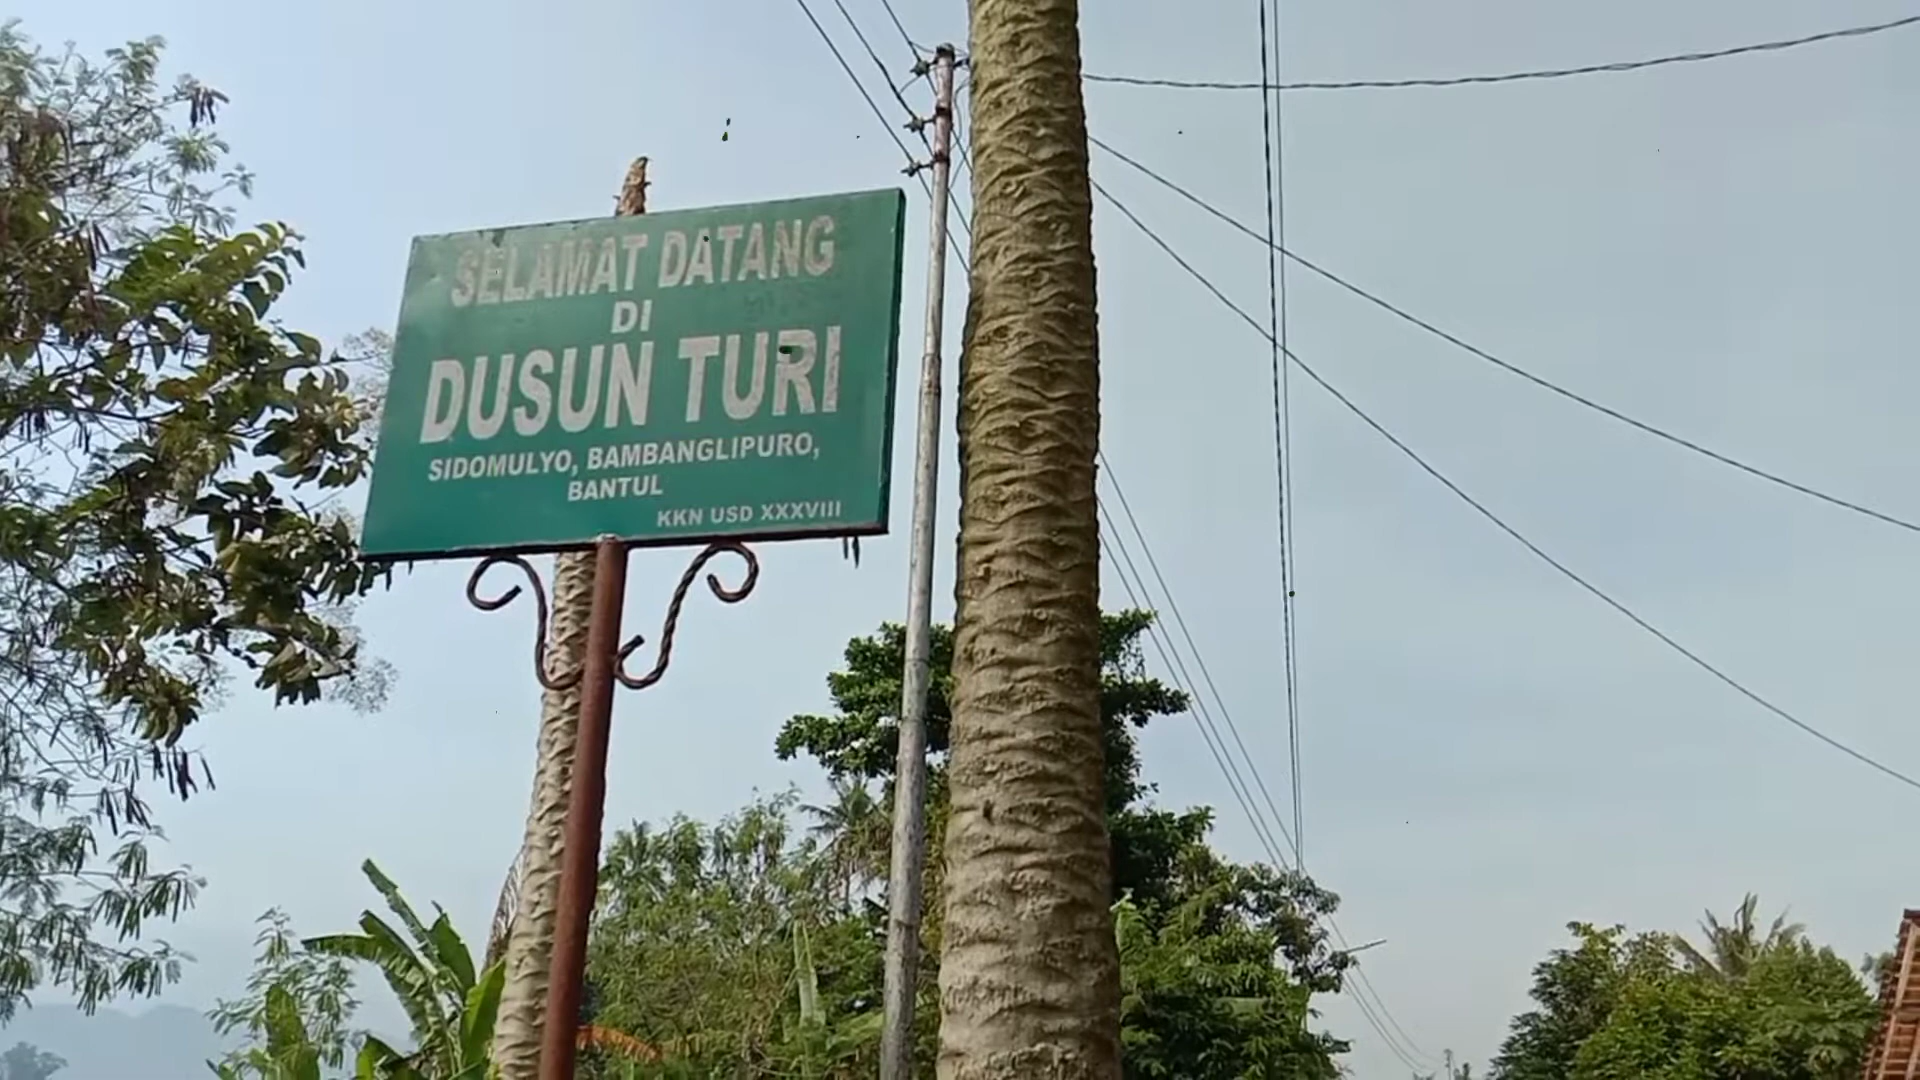 SELAMAT DATANG
DI
DUSUN TURI
SIDOMULYO, BAMBANGLIPURO,
BANTUL
KKN USD XXXVIII